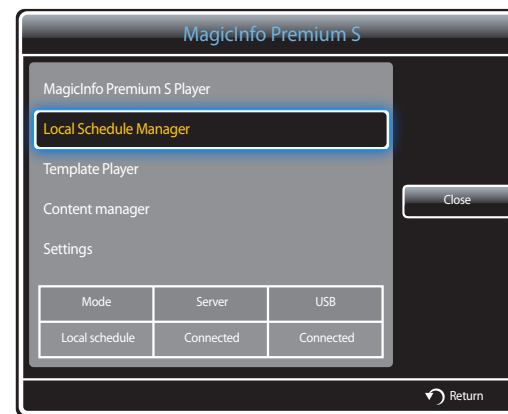 MagicInfo Premium S
MagicInfo Premium S Player
Local Schedule Manager
Template Player
Content manager
Settings
Close
Mode Server USB
Local schedule Connected Connected
Return